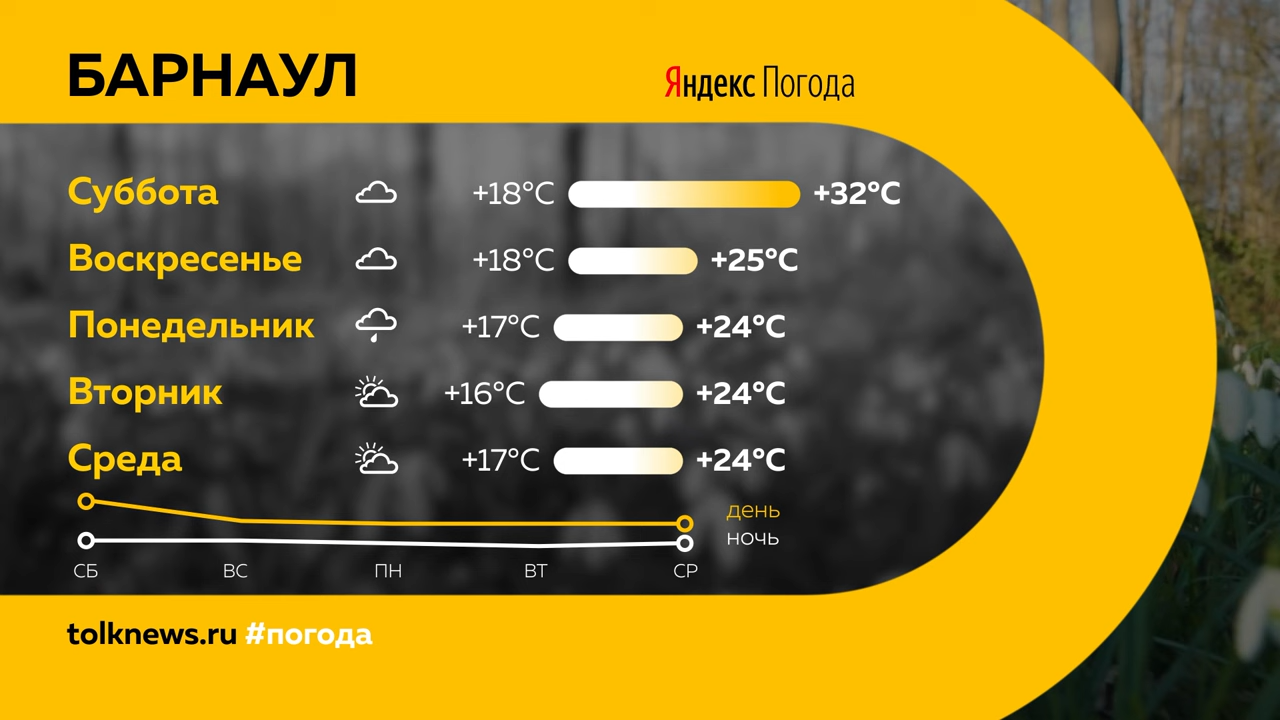 БАРНАУЛ
Яндекс Погода
Суббота +18°C +32°C
Воскресенье +18°C +25°C
Понедельник +17°C +24°C
Вторник +16°C +24°C
Среда +17°C +24°C
день
ночь
СБ ВС ПН ВТ СР
tolknews.ru #погода